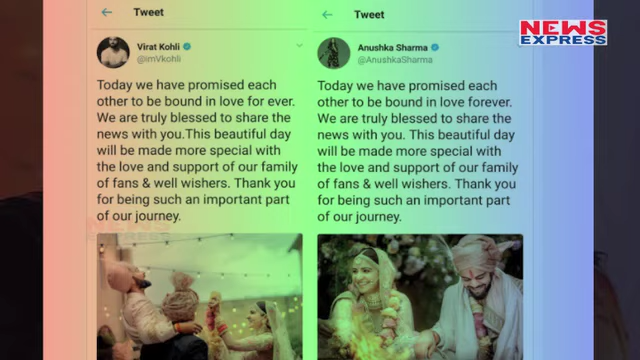 Tweet
Virat Kohli
@imVkohli
Today we have promised each
other to be bound in love for ever.
We are truly blessed to share the
news with you.This beautiful day
will be made more special with
the love and support of our family
of fans & well wishers. Thank you
for being such an important part
of our journey.
Tweet
Anushka Sharma
@AnushkaSharma
Today we have promised each
other to be bound in love forever.
We are truly blessed to share the
news with you. This beautiful day
will be made more special with
the love and support of our family
of fans & well wishers. Thank you
for being such an important part
of our journey.
NEWS
EXPRESS
NEWS
EXPRESS